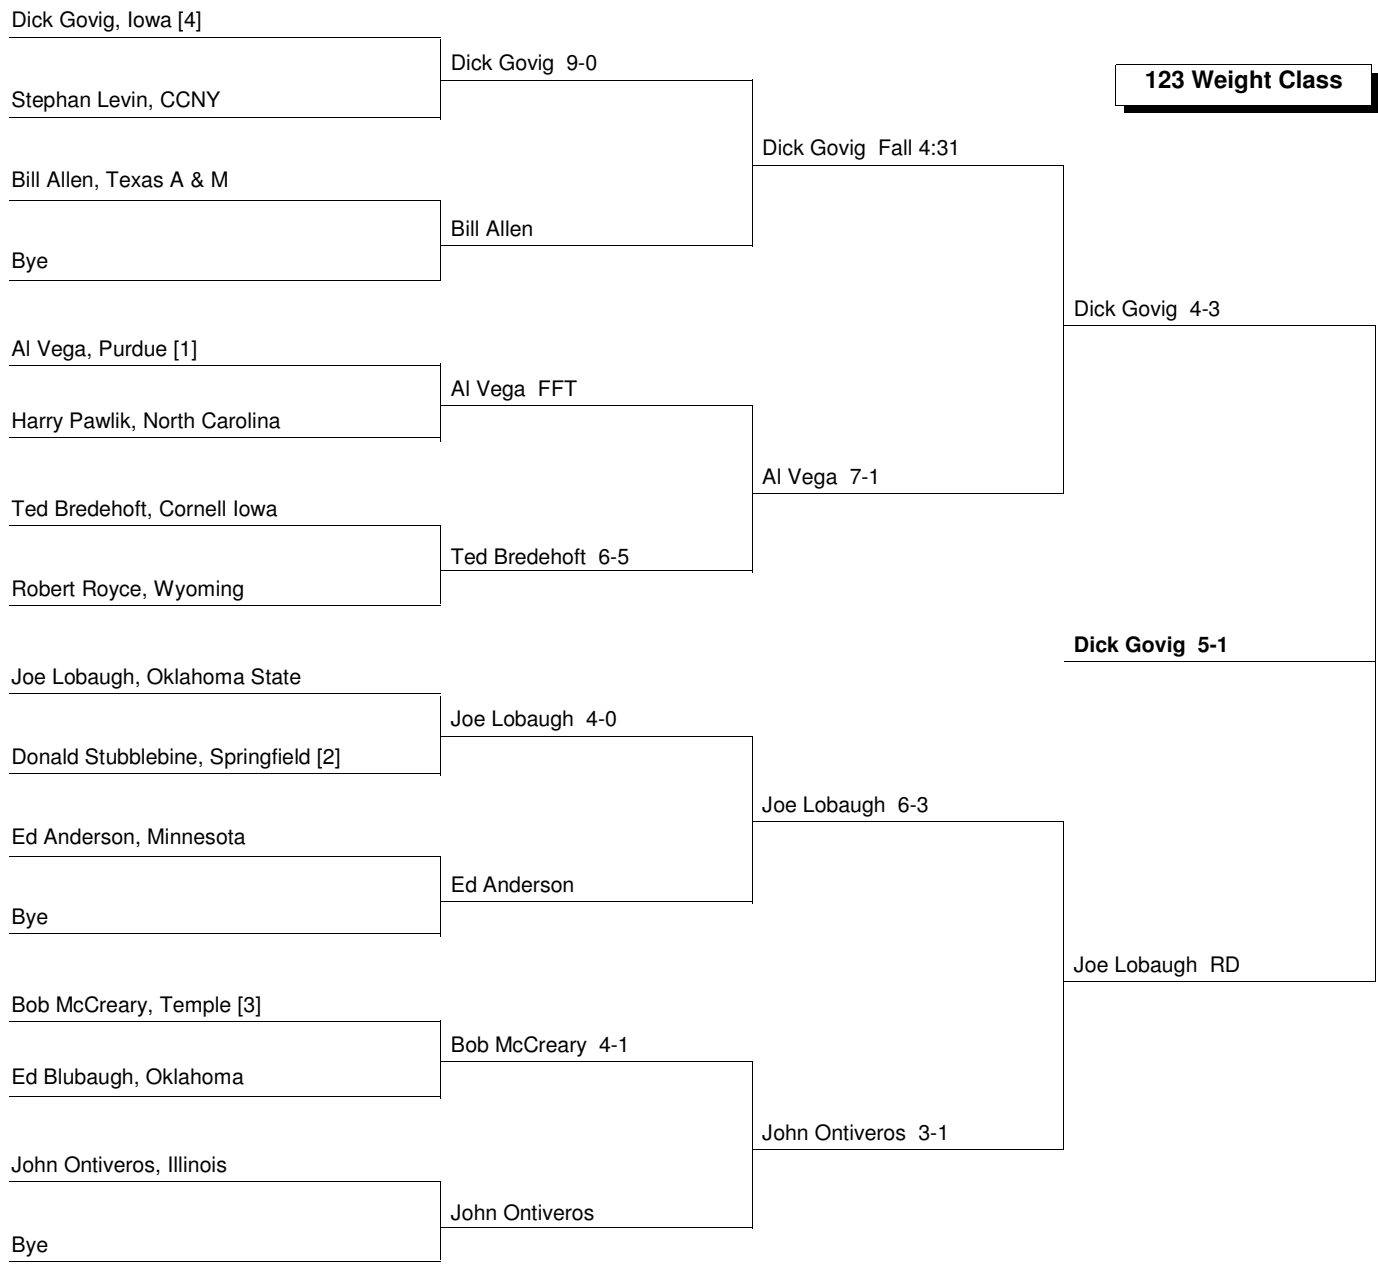 Dick Govig, Iowa [4]
Dick Govig  9-0
123 Weight Class
Stephan Levin, CCNY
Dick Govig  Fall 4:31
Bill Allen, Texas A & M
Bill Allen
Bye
Dick Govig  4-3
Al Vega, Purdue [1]
Al Vega  FFT
Harry Pawlik, North Carolina
Al Vega  7-1
Ted Bredehoft, Cornell Iowa
Ted Bredehoft  6-5
Robert Royce, Wyoming
Dick Govig  5-1
Joe Lobaugh, Oklahoma State
Joe Lobaugh  4-0
Donald Stubblebine, Springfield [2]
Joe Lobaugh  6-3
Ed Anderson, Minnesota
Ed Anderson
Bye
Joe Lobaugh  RD
Bob McCreary, Temple [3]
Bob McCreary  4-1
Ed Blubaugh, Oklahoma
John Ontiveros  3-1
John Ontiveros, Illinois
John Ontiveros
Bye